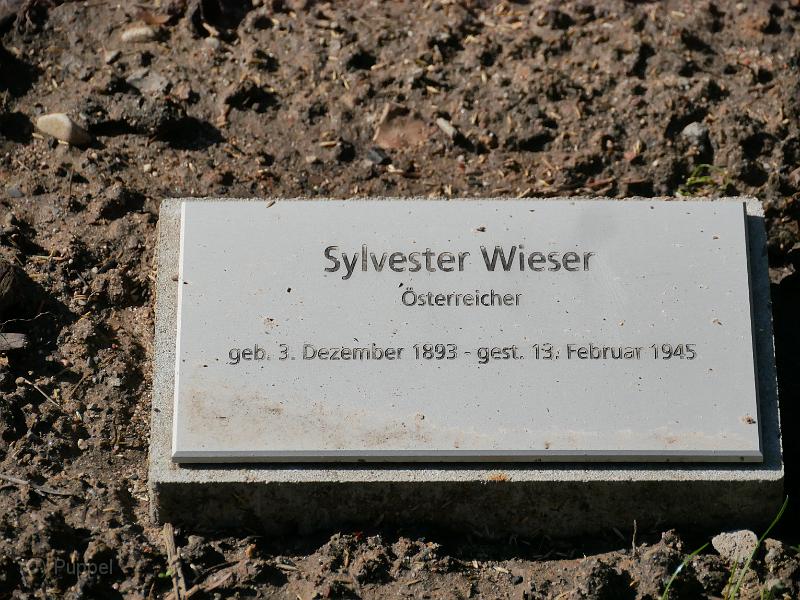 Sylvester Wieser
Österreicher
geb. 3. Dezember 1893 - gest. 13. Februar 1945
Puppel